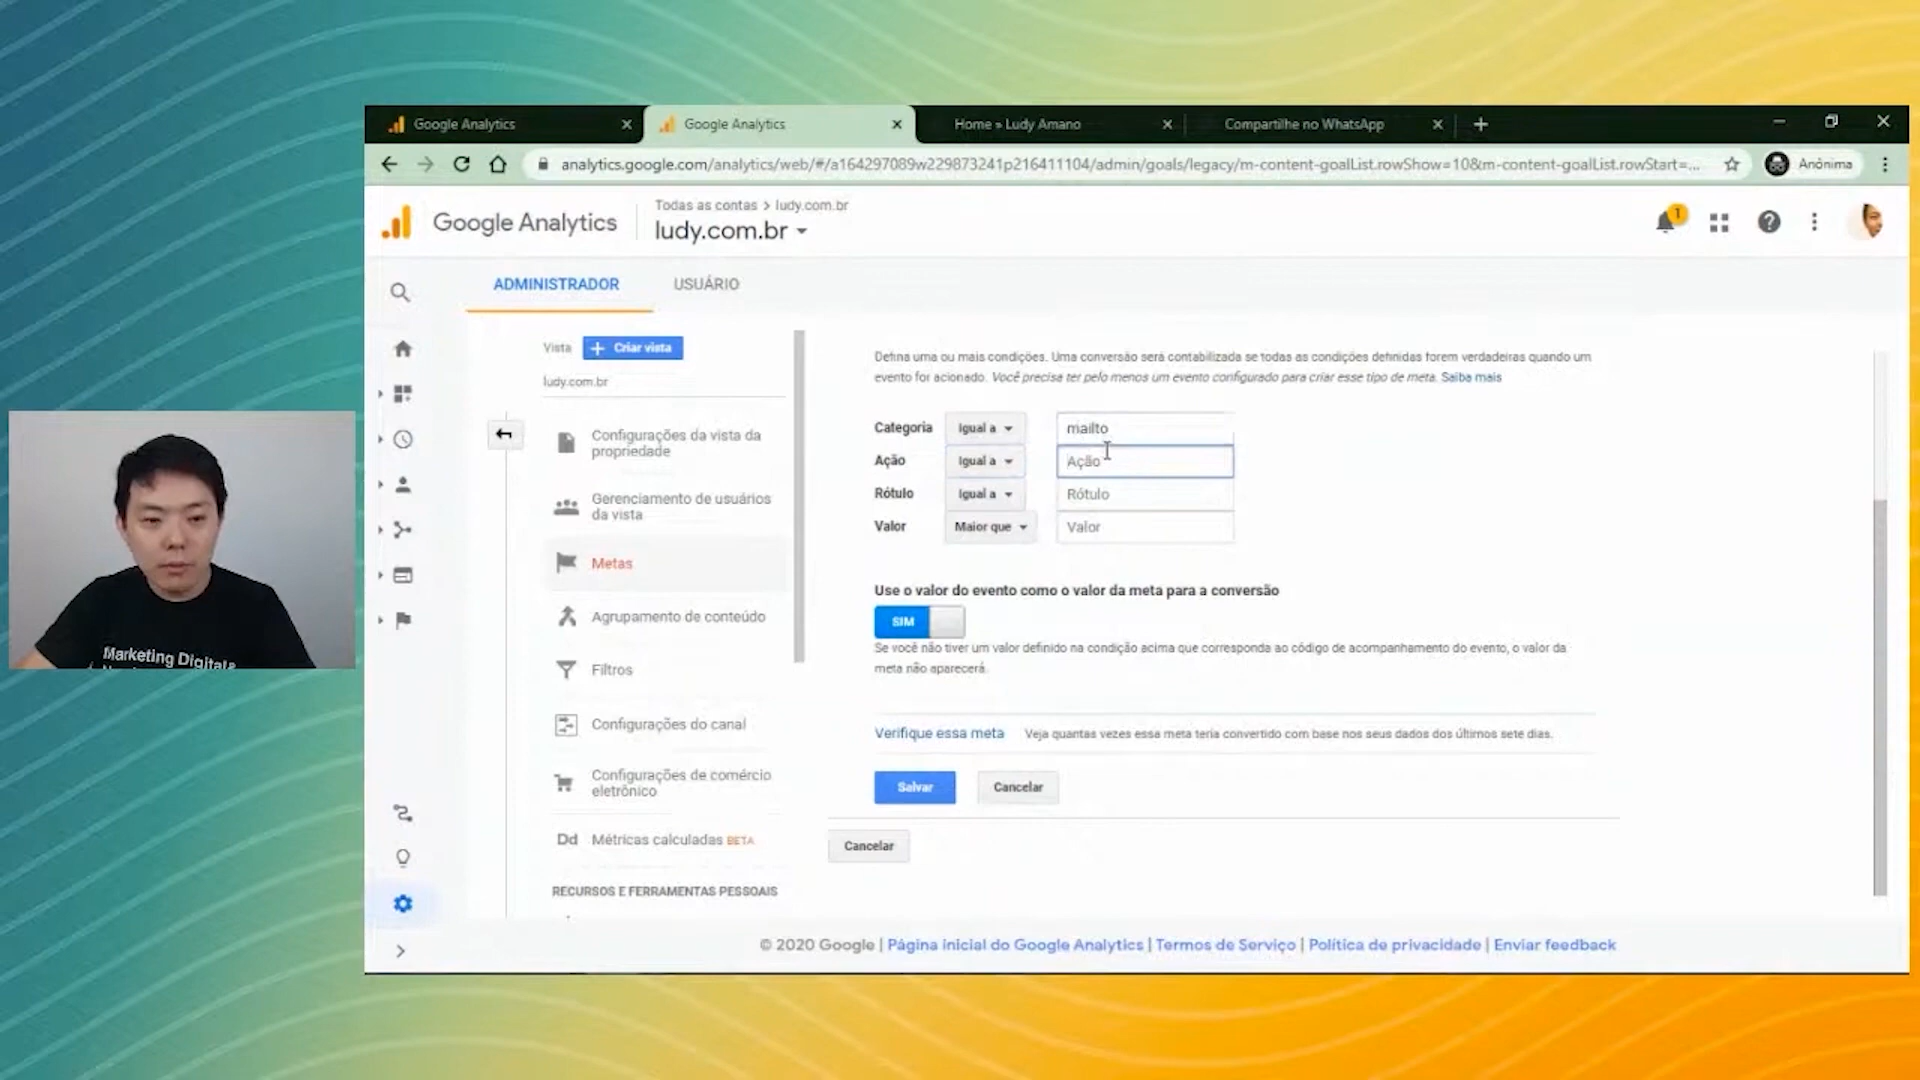 Google Analytics
Google Analytics
Home » Ludy Amano
Compartilhe no WhatsApp
analytics.google.com/analytics/web/#/a164297089w229873241p216411104/admin/goals/legacy/m-content-goalList.rowShow=10&m-content-goalList.rowStart=...
Anônima
Google Analytics
Todas as contas > ludy.com.br
ludy.com.br
1
ADMINISTRADOR
USUÁRIO
Vista
+ Criar vista
ludy.com.br
Configurações da vista da
propriedade
Gerenciamento de usuários
da vista
Metas
Agrupamento de conteúdo
Filtros
Configurações do canal
Configurações de comércio
eletrônico
Dd Métricas calculadas BETA
RECURSOS E FERRAMENTAS PESSOAIS
Defina uma ou mais condições. Uma conversão será contabilizada se todas as condições definidas forem verdadeiras quando um
evento for acionado. Você precisa ter pelo menos um evento configurado para criar esse tipo de meta. Saiba mais
Categoria Igual a mailto
Ação Igual a Ação
Rótulo Igual a Rótulo
Valor Maior que Valor
Use o valor do evento como o valor da meta para a conversão
SIM
Se você não tiver um valor definido na condição acima que corresponda ao código de acompanhamento do evento, o valor da
meta não aparecerá.
Verifique essa meta Veja quantas vezes essa meta teria convertido com base nos seus dados dos últimos sete dias.
Salvar
Cancelar
Cancelar
© 2020 Google | Página inicial do Google Analytics | Termos de Serviço | Política de privacidade | Enviar feedback
Marketing Digital